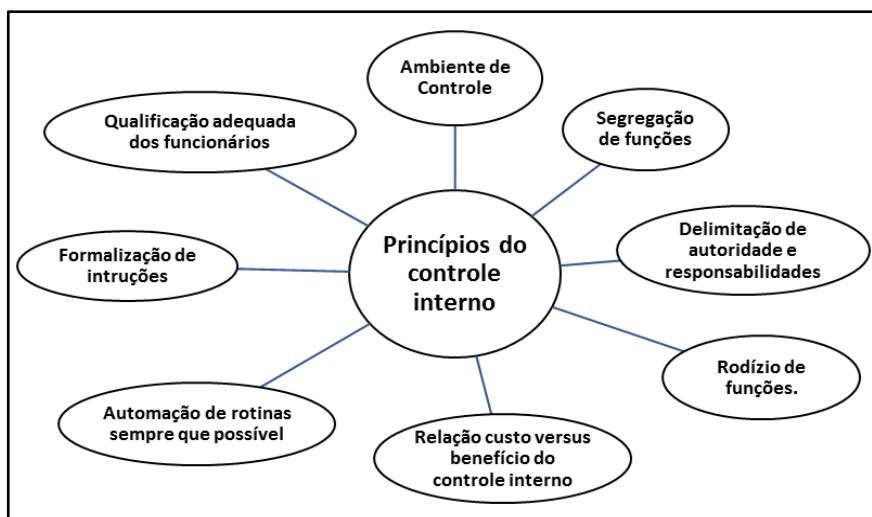 Ambiente de
Controle
Segregação
de funções
Delimitação de
autoridade e
responsabilidades
Rodízio de
funções.
Relação custo versus
benefício do
controle interno
Automação de rotinas
sempre que possível
Formalização de
intruções
Qualificação adequada
dos funcionários
Princípios do
controle
interno